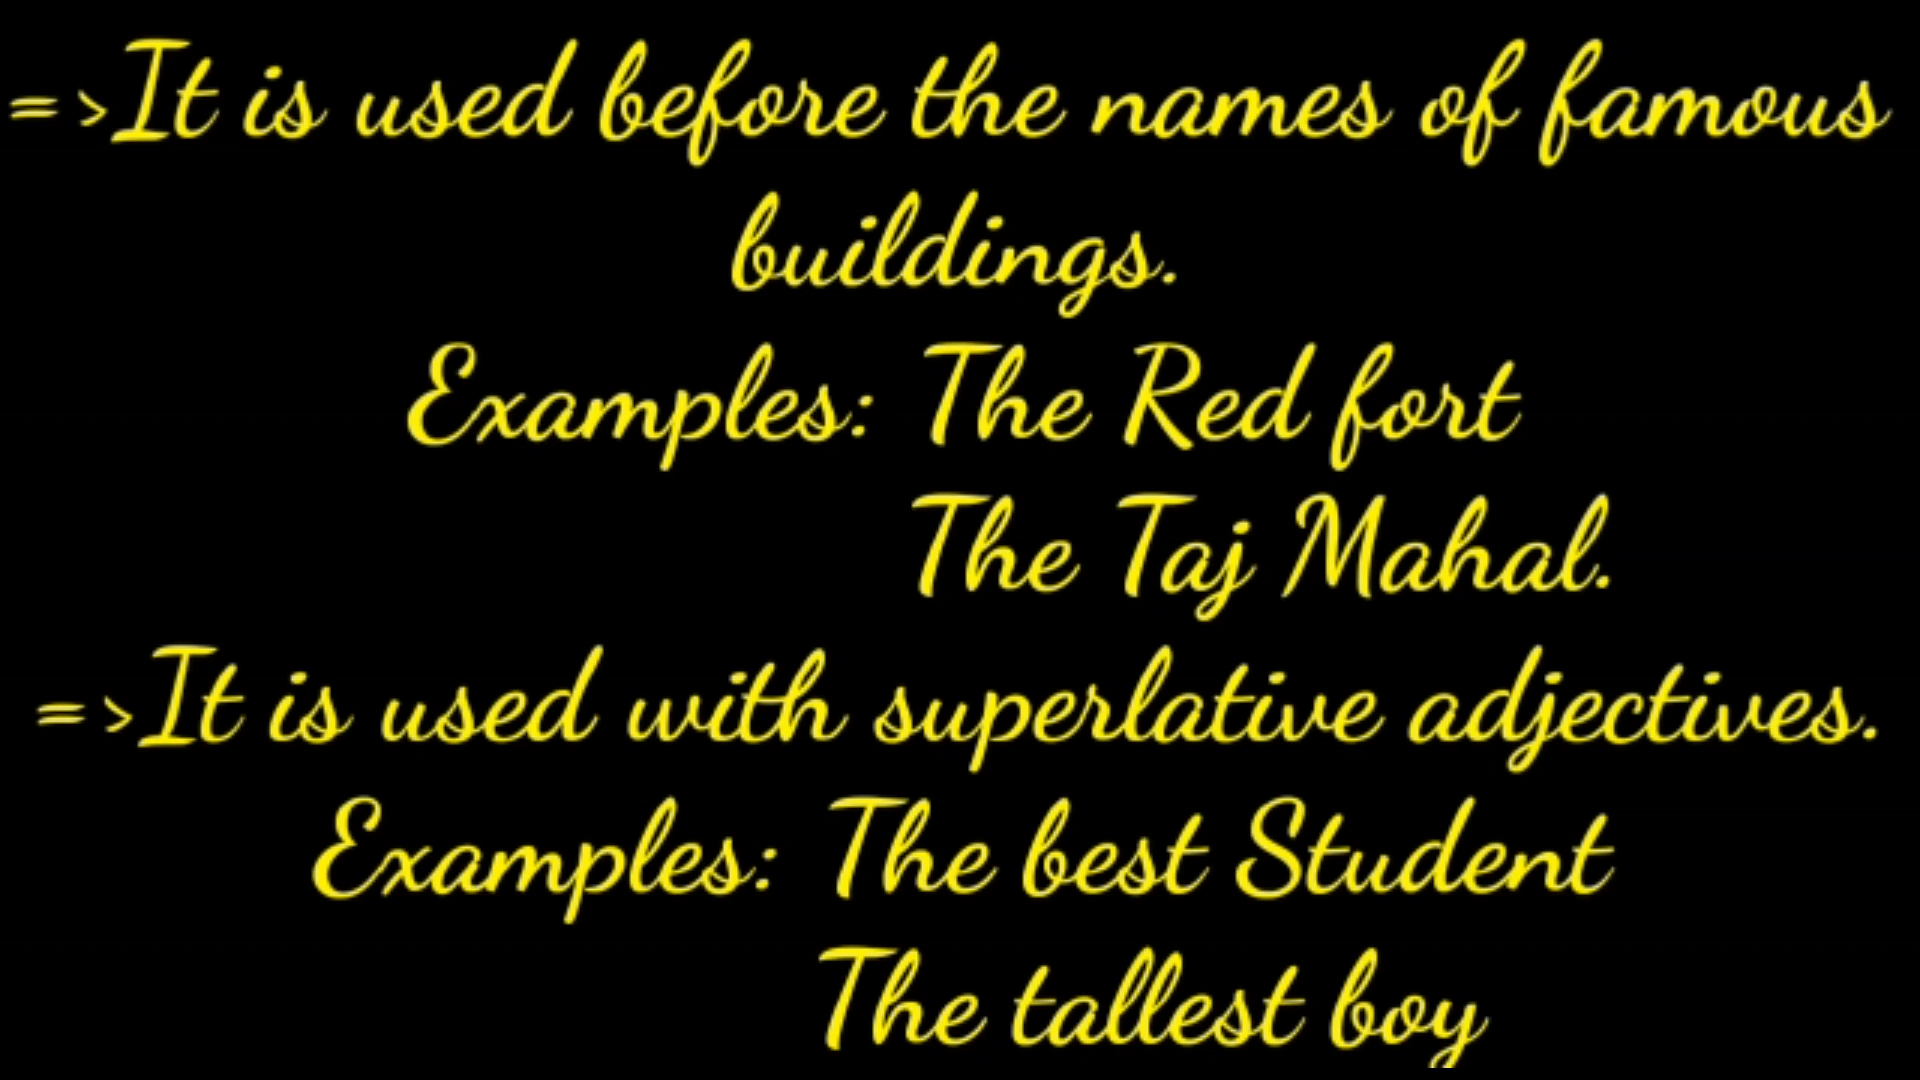 =>It is used before the names of famous
buildings.
Examples: The Red fort
The Taj Mahal.
=>It is used with superlative adjectives.
Examples: The best Student
The tallest boy